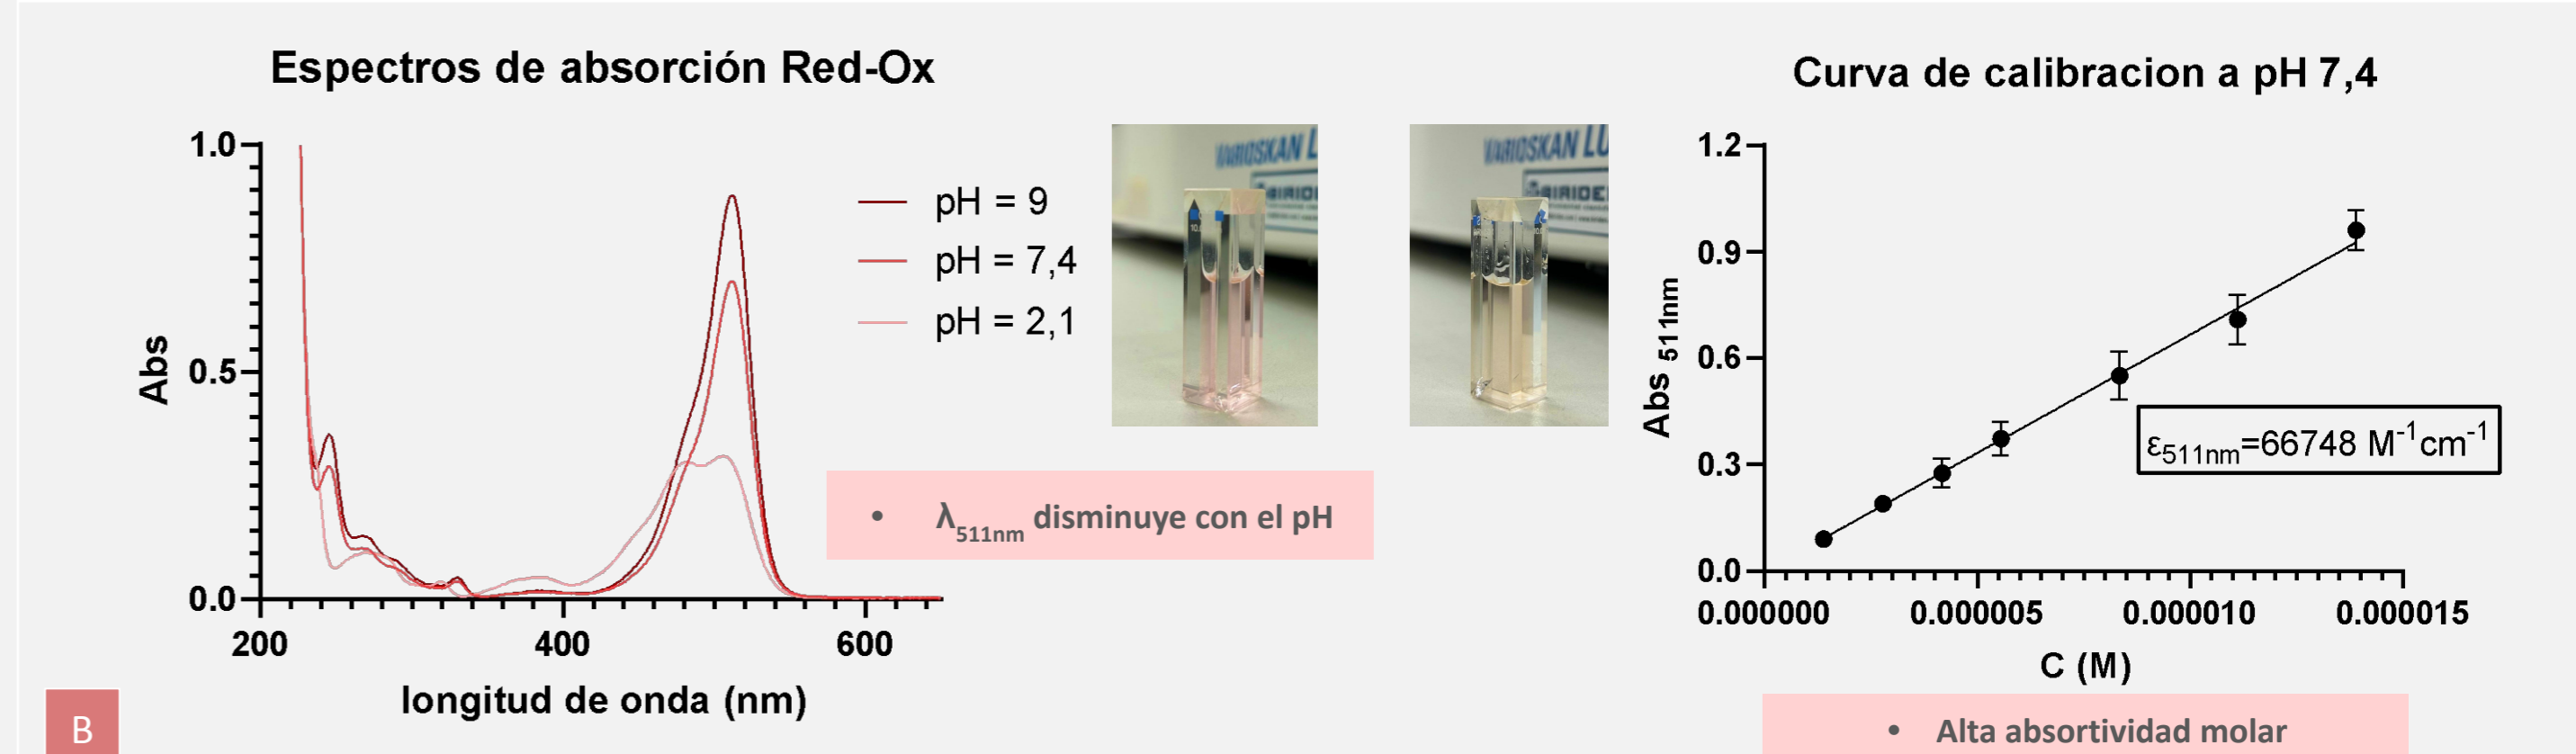 Espectros de absorción Red-Ox
1.0
0.5
0.0
Abs
200
400
600
longitud de onda (nm)
pH = 9
pH = 7,4
pH = 2,1
VARIOSKAN L
VARIOSKAN LU
• λ511nm disminuye con el pH
B
Curva de calibracion a pH 7,4
1.2
0.9
0.6
0.3
0.0
Abs 511nm
0.000000
0.000005
0.000010
0.000015
C (M)
ε511nm=66748 M-1cm-1
• Alta absortividad molar